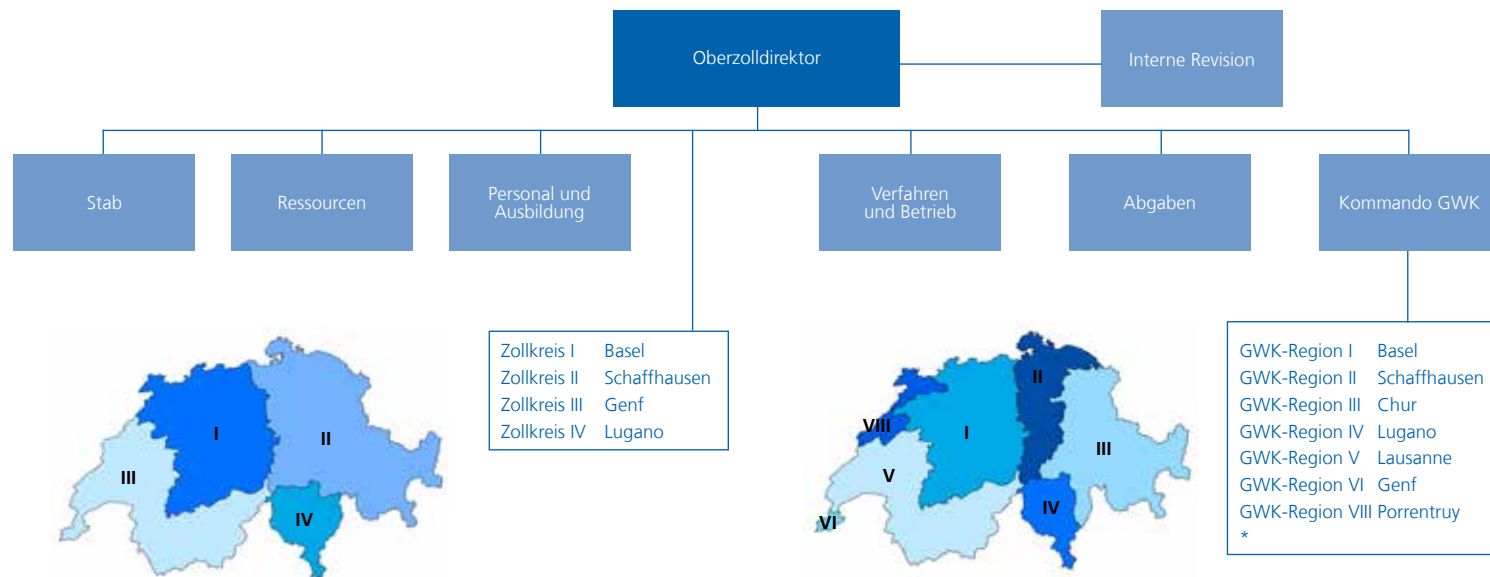 Oberzolldirektor
Interne Revision
Stab
Ressourcen
Personal und
Ausbildung
Verfahren
und Betrieb
Abgaben
Kommando GWK
Zollkreis I Basel
Zollkreis II Schaffhausen
Zollkreis III Genf
Zollkreis IV Lugano
GWK-Region I Basel
GWK-Region II Schaffhausen
GWK-Region III Chur
GWK-Region IV Lugano
GWK-Region V Lausanne
GWK-Region VI Genf
GWK-Region VIII Porrentruy
*
I
II
III
IV
I
II
III
IV
V
VI
VIII